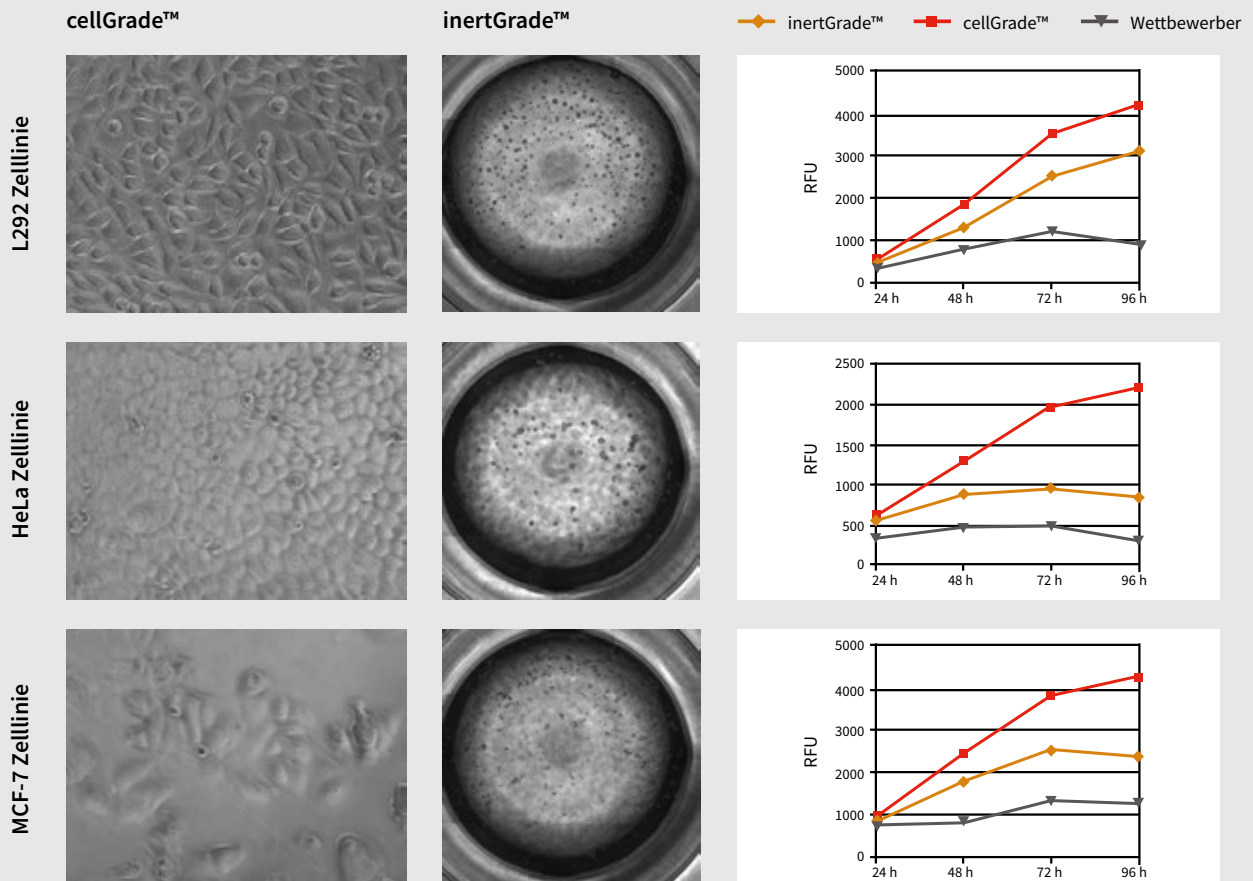 cellGrade™
inertGrade™
inertGrade™
cellGrade™
Wettbewerber
L292 Zelllinie
RFU
5000
4000
3000
2000
1000
0
24 h
48 h
72 h
96 h
HeLa Zelllinie
RFU
2500
2000
1500
1000
500
0
24 h
48 h
72 h
96 h
MCF-7 Zelllinie
RFU
5000
4000
3000
2000
1000
0
24 h
48 h
72 h
96 h